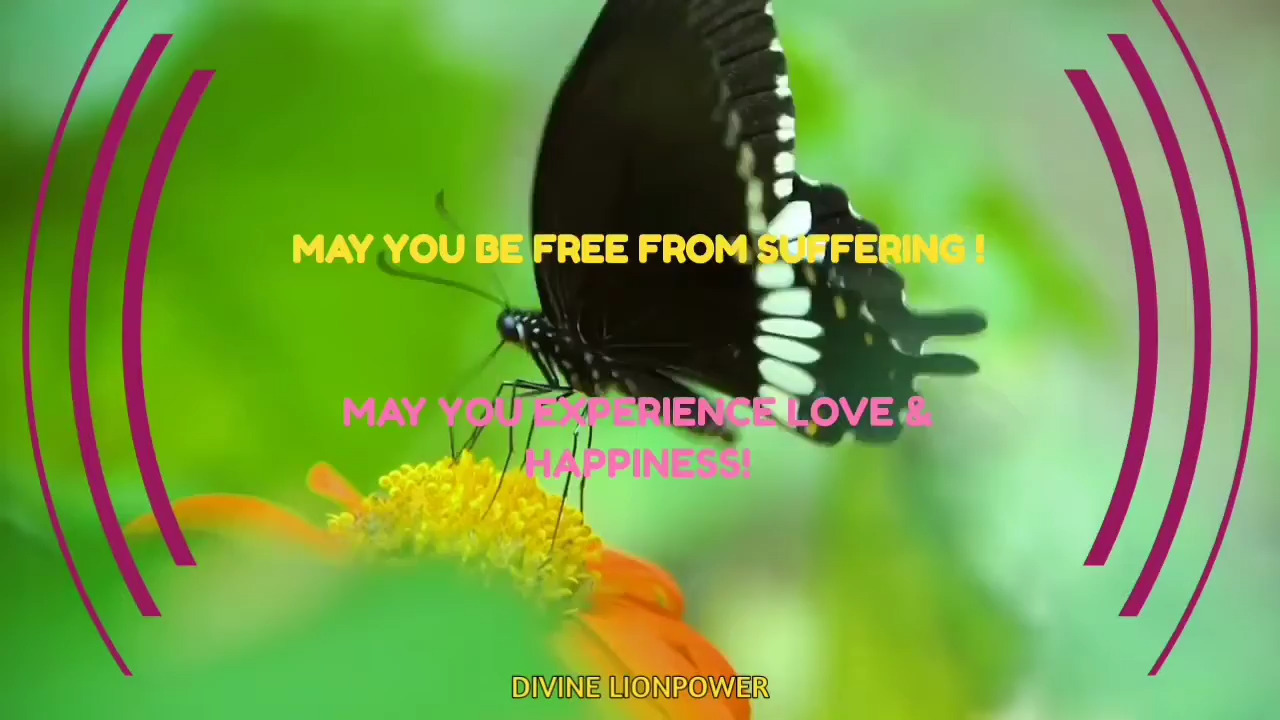 MAY YOU BE FREE FROM SUFFERING !
MAY YOU EXPERIENCE LOVE &
HAPPINESS!
DIVINE LIONPOWER